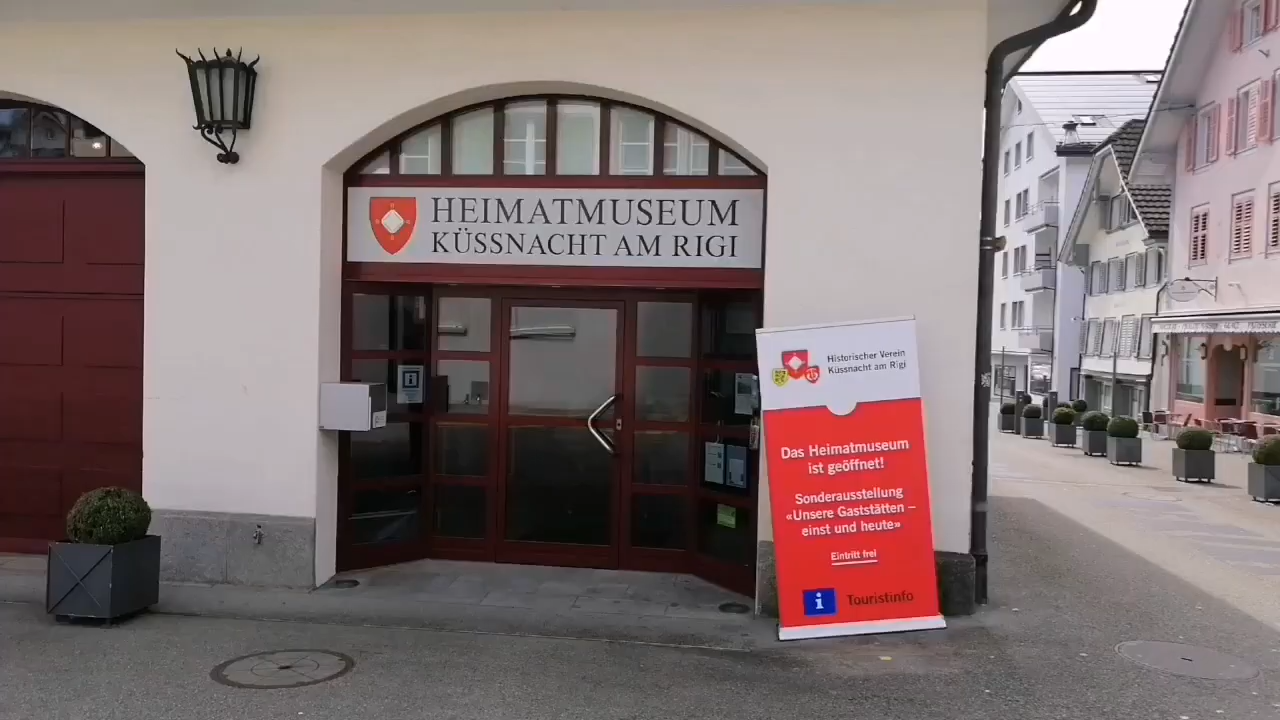 HEIMATMUSEUM
KÜSSNACHT AM RIGI
Historischer Verein
Küssnacht am Rigi
Das Heimatmuseum
ist geöffnet!
Sonderausstellung
«Unsere Gaststätten –
einst und heute»
Eintritt frei
i Touristinfo
i